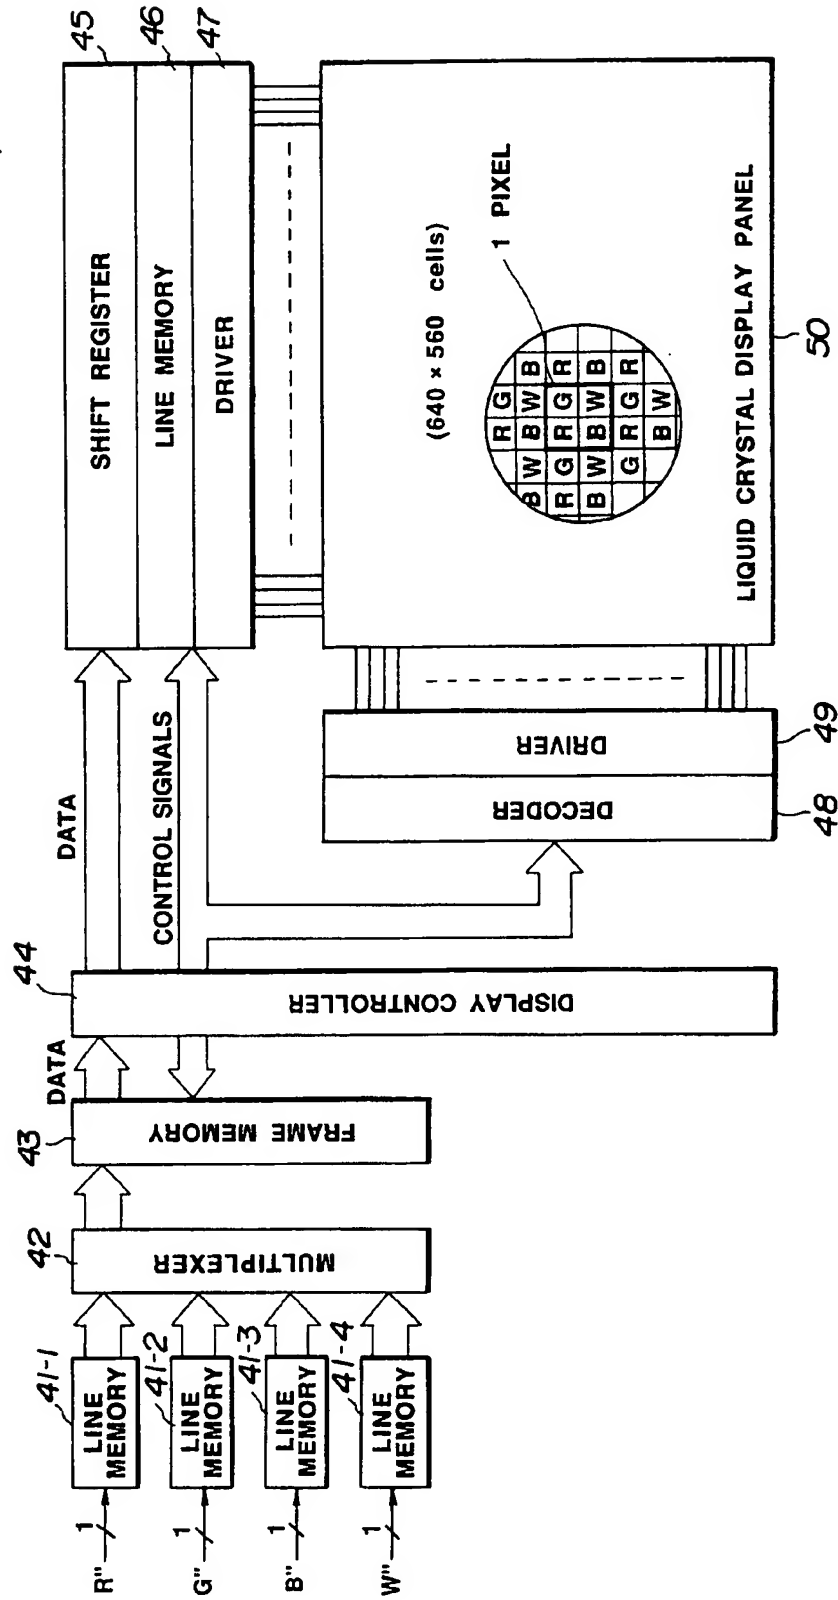 R"
G"
B"
W"
1
1
1
1
41-1
LINE
MEMORY
41-2
LINE
MEMORY
41-3
LINE
MEMORY
41-4
LINE
MEMORY
42
MULTIPLEXER
43
FRAME MEMORY
DATA
44
DISPLAY CONTROLLER
DATA
CONTROL SIGNALS
SHIFT REGISTER
45
LINE MEMORY
46
DRIVER
47
DECODER
48
DRIVER
49
(640 × 560 cells)
1 PIXEL
R G
B W B W B
R G R G R
B W B W B
G R G R
B W
LIQUID CRYSTAL DISPLAY PANEL
50